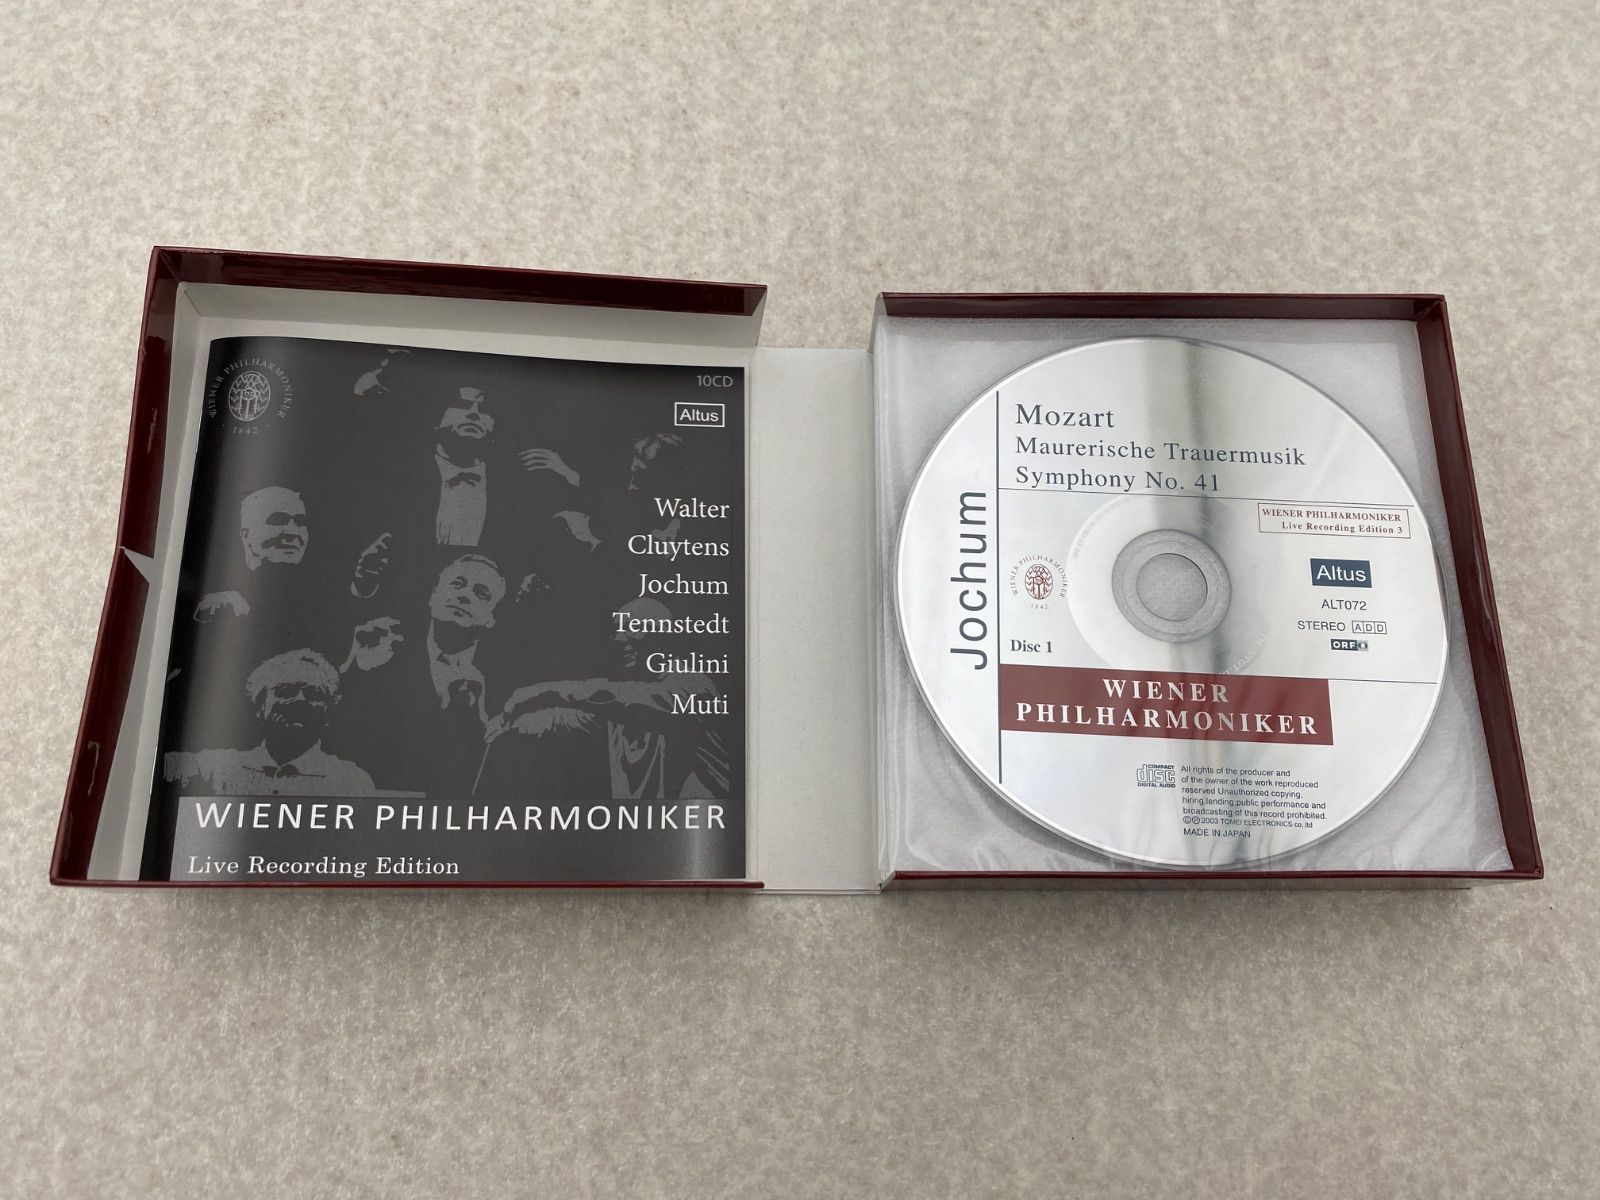 WIENER PHILHARMONIKER
1842
10CD
Altus
Walter
Cluytens
Jochum
Tennstedt
Giulini
Muti
WIENER PHILHARMONIKER
Live Recording Edition
Mozart
Maurerische Trauermusik
Symphony No. 41
Jochum
WIENER PHILHARMONIKER
Live Recording Edition 3
WIENER PHILHARMONIKER
1842
Altus
ALT072
STEREO ADD
ORF
Disc 1
WIENER
PHILHARMONIKER
COMPACT
disc
DIGITAL AUDIO
All rights of the producer and
of the owner of the work reproduced
reserved Unauthorized copying,
hiring,lending,public performance and
broadcasting of this record prohibited.
©℗2003 TOMEI ELECTRONICS co,.ltd
MADE IN JAPAN